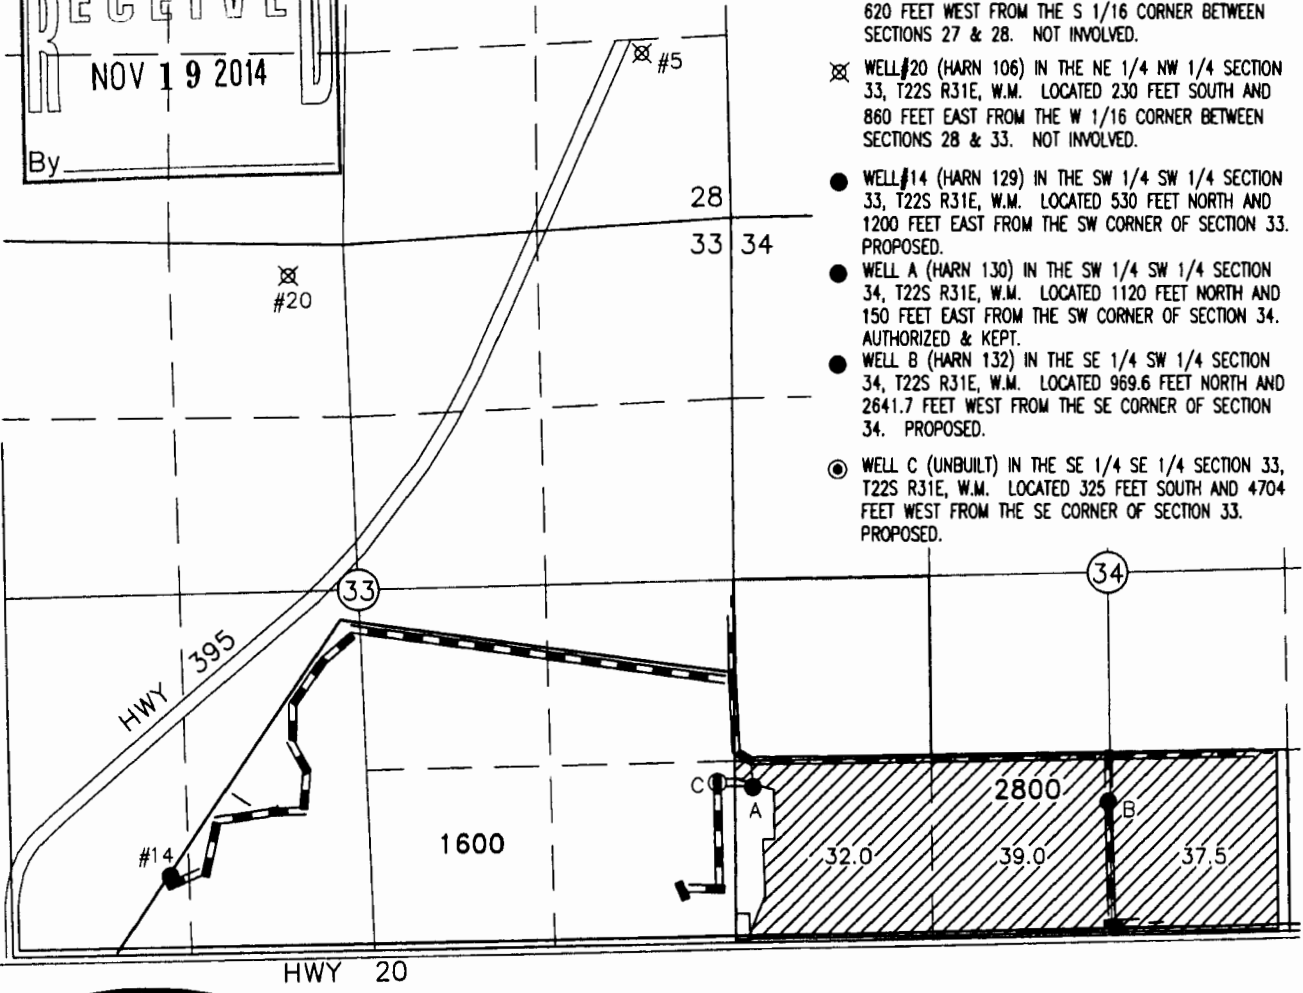 RECEIVED
NOV 19 2014
By
620 FEET WEST FROM THE S 1/16 CORNER BETWEEN
SECTIONS 27 & 28. NOT INVOLVED.
WELL#20 (HARN 106) IN THE NE 1/4 NW 1/4 SECTION
33, T22S R31E, W.M. LOCATED 230 FEET SOUTH AND
860 FEET EAST FROM THE W 1/16 CORNER BETWEEN
SECTIONS 28 & 33. NOT INVOLVED.
WELL#14 (HARN 129) IN THE SW 1/4 SW 1/4 SECTION
33, T22S R31E, W.M. LOCATED 530 FEET NORTH AND
1200 FEET EAST FROM THE SW CORNER OF SECTION 33.
PROPOSED.
WELL A (HARN 130) IN THE SW 1/4 SW 1/4 SECTION
34, T22S R31E, W.M. LOCATED 1120 FEET NORTH AND
150 FEET EAST FROM THE SW CORNER OF SECTION 34.
AUTHORIZED & KEPT.
WELL B (HARN 132) IN THE SE 1/4 SW 1/4 SECTION
34, T22S R31E, W.M. LOCATED 969.6 FEET NORTH AND
2641.7 FEET WEST FROM THE SE CORNER OF SECTION
34. PROPOSED.
WELL C (UNBUILT) IN THE SE 1/4 SE 1/4 SECTION 33,
T22S R31E, W.M. LOCATED 325 FEET SOUTH AND 4704
FEET WEST FROM THE SE CORNER OF SECTION 33.
PROPOSED.
#5
28
33 34
#20
33
34
HWY 395
C
A
2800
B
#14
1600
32.0
39.0
37.5
HWY 20